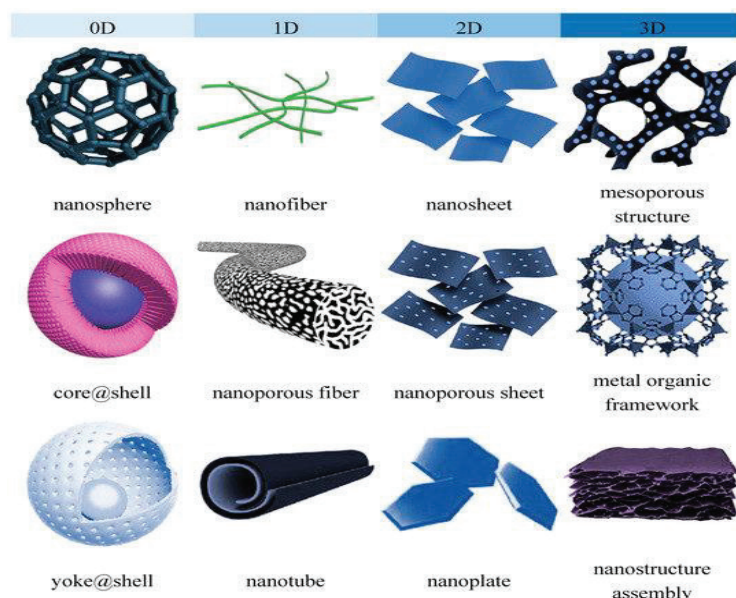 0D 1D 2D 3D
nanosphere nanofiber nanosheet mesoporous
structure
core@shell nanoporous fiber nanoporous sheet metal organic
framework
yoke@shell nanotube nanoplate nanostructure
assembly